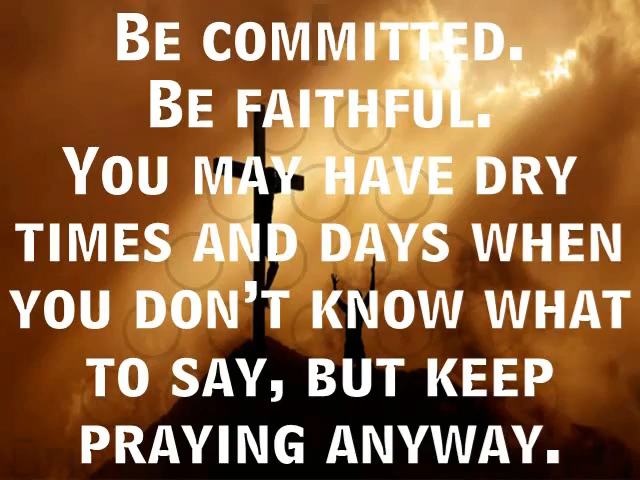 Be committed.
Be faithful.
You may have dry
times and days when
you don't know what
to say, but keep
praying anyway.